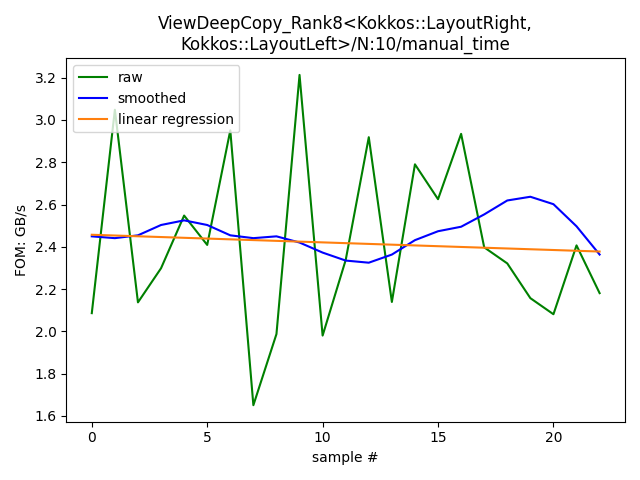 ViewDeepCopy_Rank8<Kokkos::LayoutRight,
Kokkos::LayoutLeft>/N:10/manual_time
raw
smoothed
linear regression
FOM: GB/s
3.2
3.0
2.8
2.6
2.4
2.2
2.0
1.8
1.6
0
5
10
15
20
sample #